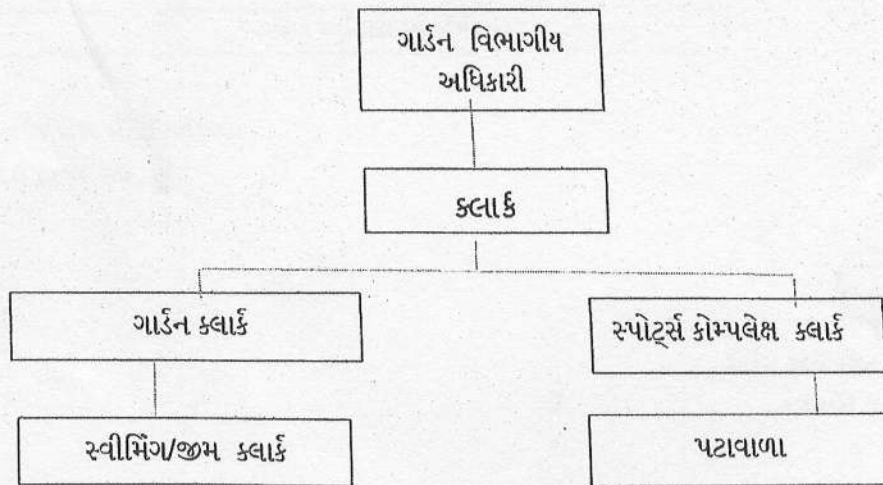 ગાર્ડન વિભાગીય
અધિકારી
ક્લાર્ક
ગાર્ડન ક્લાર્ક
સ્પોર્ટ્સ કોમ્પલેક્ષ ક્લાર્ક
સ્વીમિંગ/જીમ ક્લાર્ક
પટાવાળા